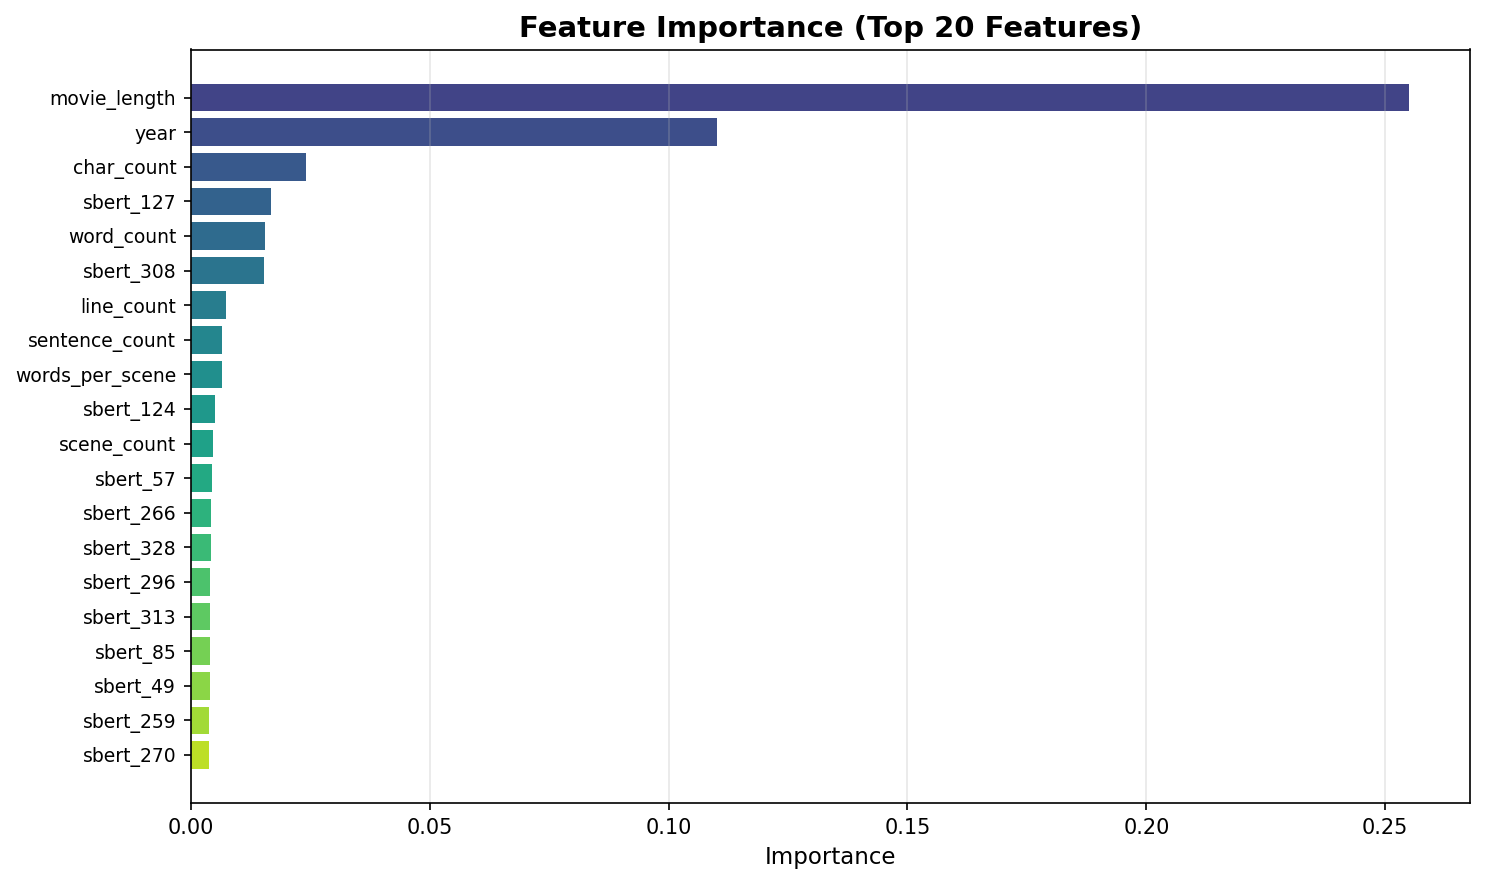 Feature Importance (Top 20 Features)
movie_length
year
char_count
sbert_127
word_count
sbert_308
line_count
sentence_count
words_per_scene
sbert_124
scene_count
sbert_57
sbert_266
sbert_328
sbert_296
sbert_313
sbert_85
sbert_49
sbert_259
sbert_270
0.00 0.05 0.10 0.15 0.20 0.25
Importance